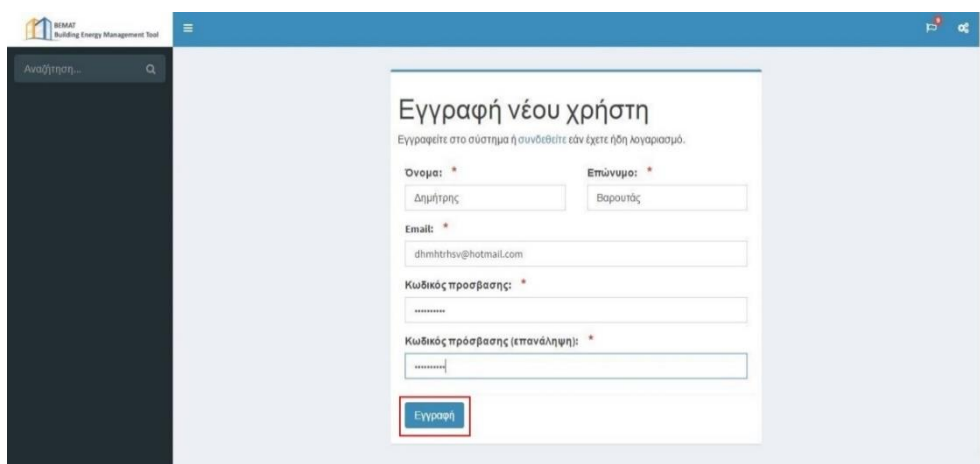 BEMAT
Building Energy Management Tool
9
Αναζήτηση...
Εγγραφή νέου χρήστη
Εγγραφείτε στο σύστημα ή συνδεθείτε εάν έχετε ήδη λογαριασμό.
Όνομα: * Επώνυμο: *
Δημήτρης Βαρουτάς
Email: *
dhmhtrhsv@hotmail.com
Κωδικός προσβασης: *
••••••••••
Κωδικός πρόσβασης (επανάληψη): *
••••••••••
Εγγραφή